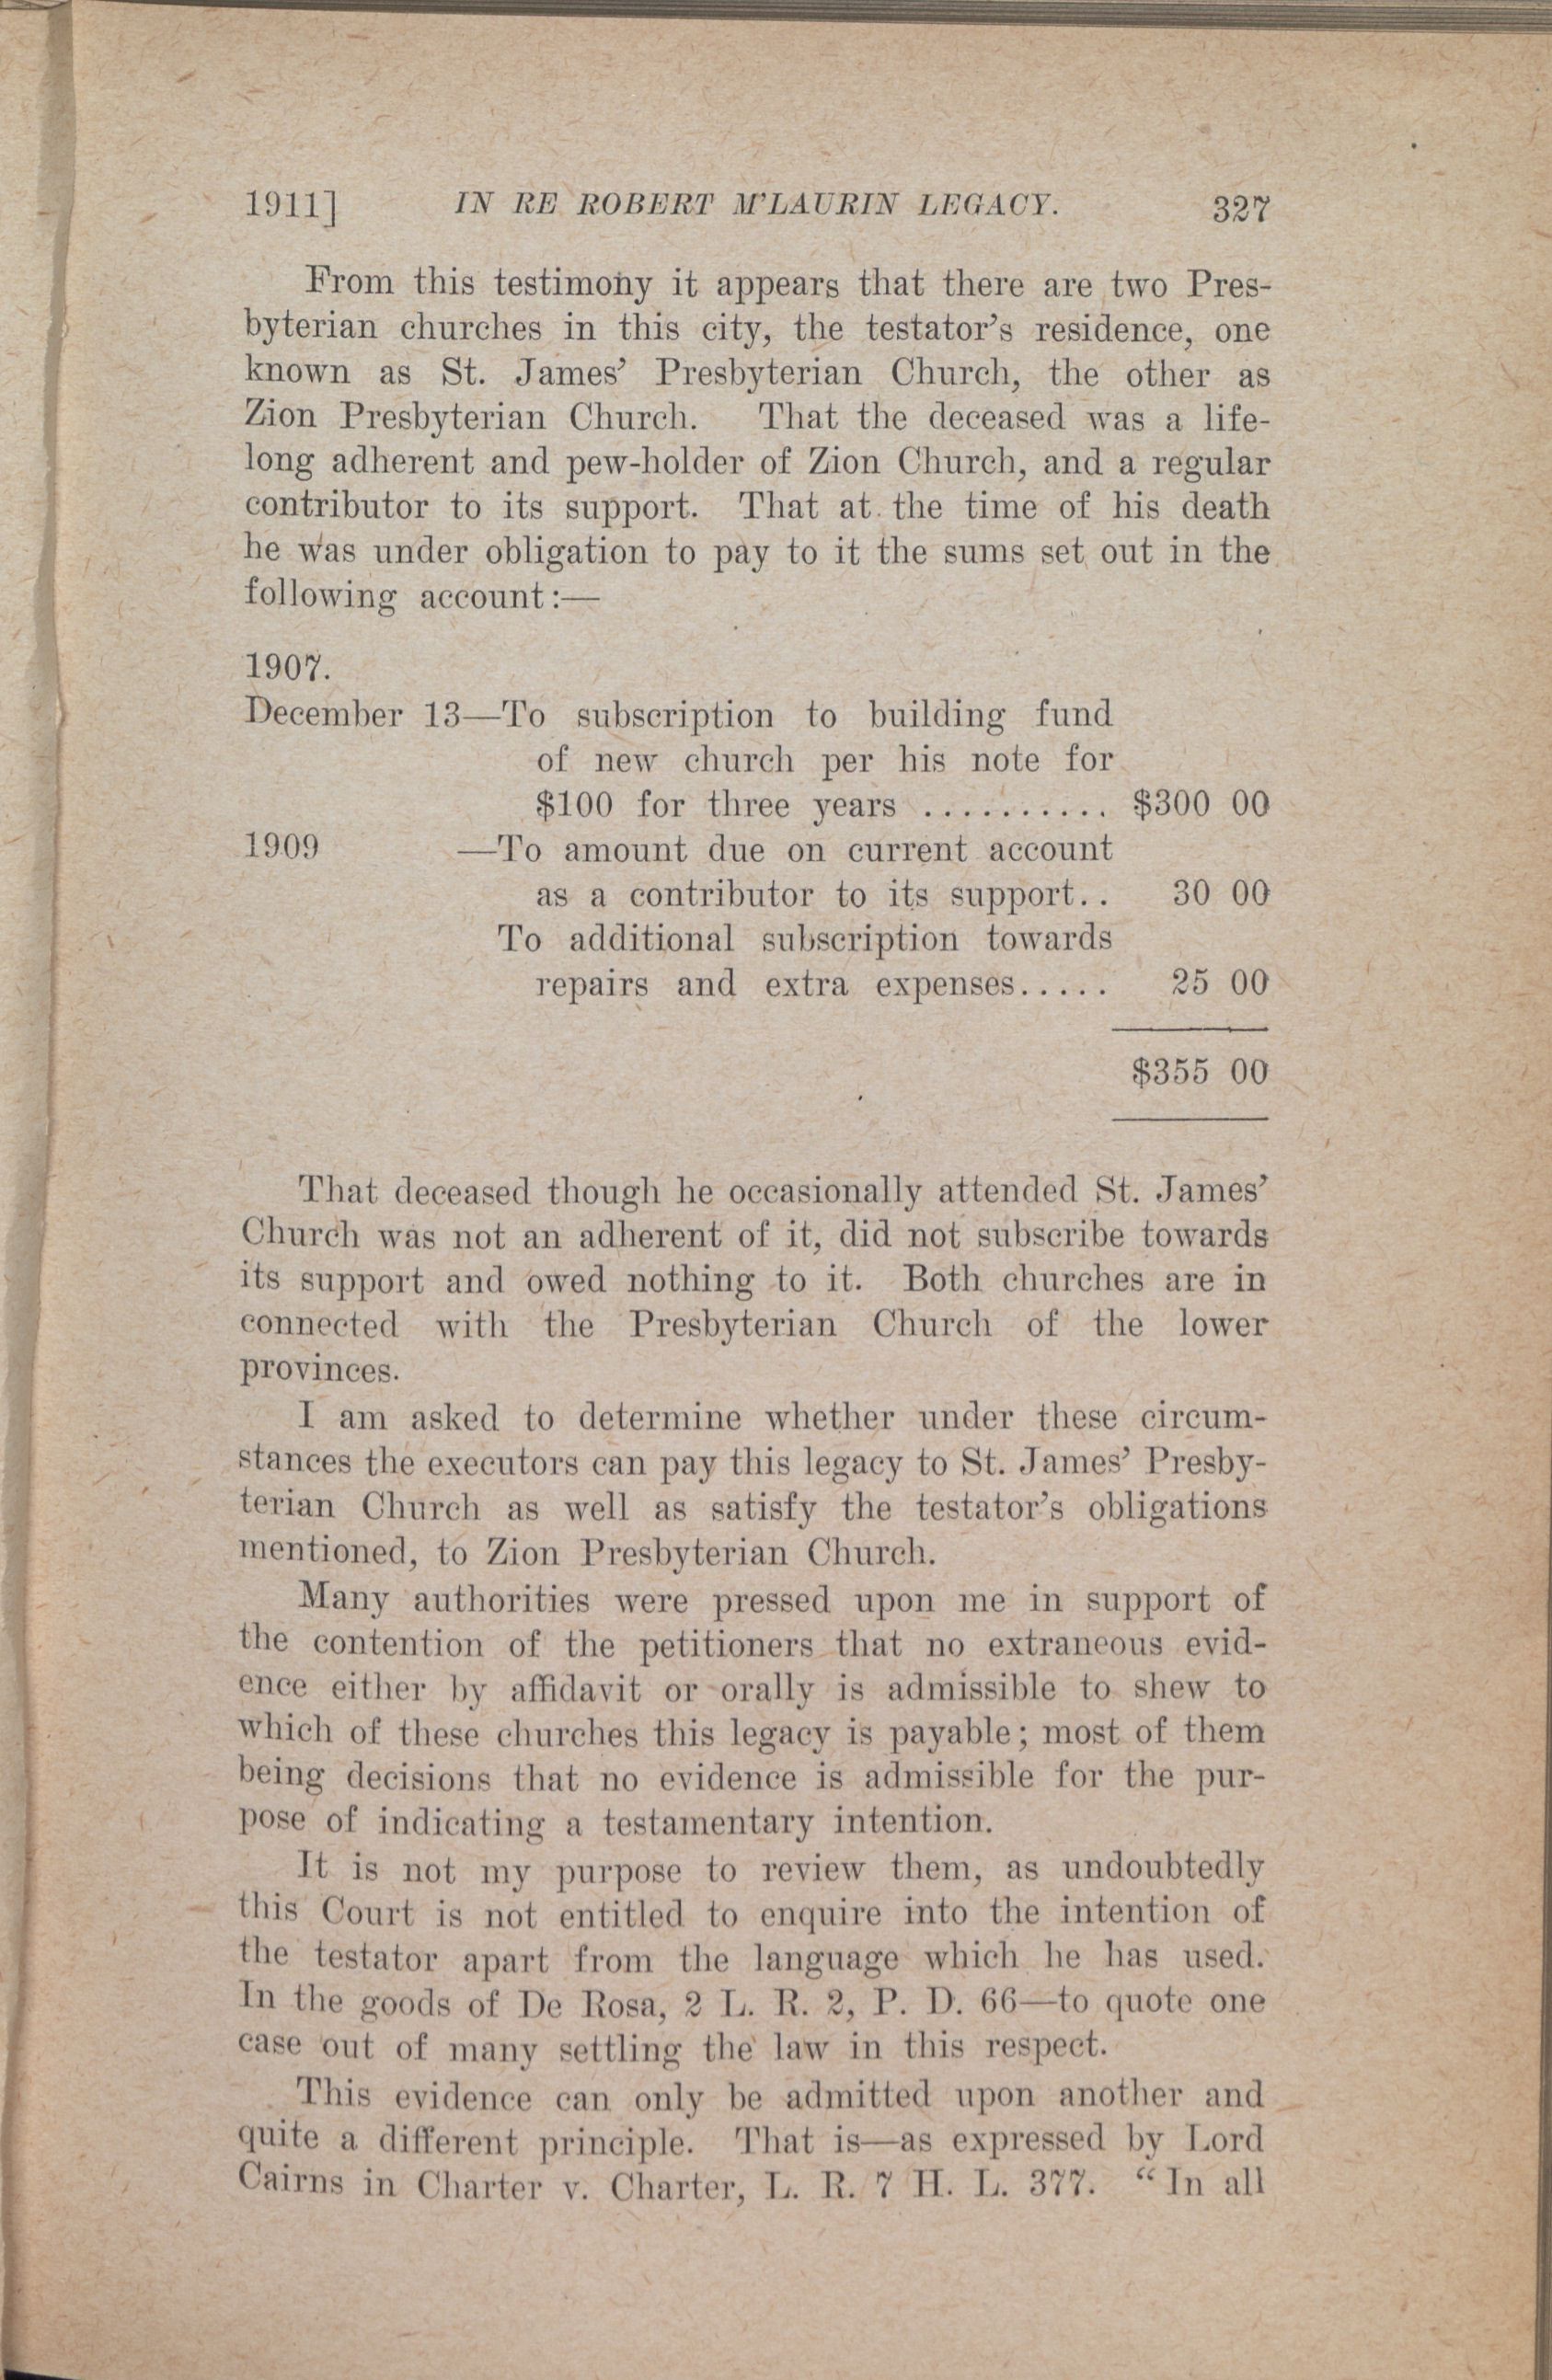 1911] IN RE ROBERT M'LAURIN LEGACY. 327
From this testimony it appears that there are two Pres-
byterian churches in this city, the testator's residence, one
known as St. James' Presbyterian Church, the other as
Zion Presbyterian Church. That the deceased was a life-
long adherent and pew-holder of Zion Church, and a regular
contributor to its support. That at the time of his death
he was under obligation to pay to it the sums set out in the
following account:—
1907.
December 13—To subscription to building fund
of new church per his note for
$100 for three years .......... $300 00
1909 —To amount due on current account
as a contributor to its support.. 30 00
To additional subscription towards
repairs and extra expenses..... 25 00
$355 00
That deceased though he occasionally attended St. James'
Church was not an adherent of it, did not subscribe towards
its support and owed nothing to it. Both churches are in
connected with the Presbyterian Church of the lower
provinces.
I am asked to determine whether under these circum-
stances the executors can pay this legacy to St. James' Presby-
terian Church as well as satisfy the testator's obligations
mentioned, to Zion Presbyterian Church.
Many authorities were pressed upon me in support of
the contention of the petitioners that no extraneous evid-
ence either by affidavit or orally is admissible to shew to
which of these churches this legacy is payable; most of them
being decisions that no evidence is admissible for the pur-
pose of indicating a testamentary intention.
It is not my purpose to review them, as undoubtedly
this Court is not entitled to enquire into the intention of
the testator apart from the language which he has used.
In the goods of De Rosa, 2 L. R. 2, P. D. 66—to quote one
case out of many settling the law in this respect.
This evidence can only be admitted upon another and
quite a different principle. That is—as expressed by Lord
Cairns in Charter v. Charter, L. R. 7 H. L. 377. "In all